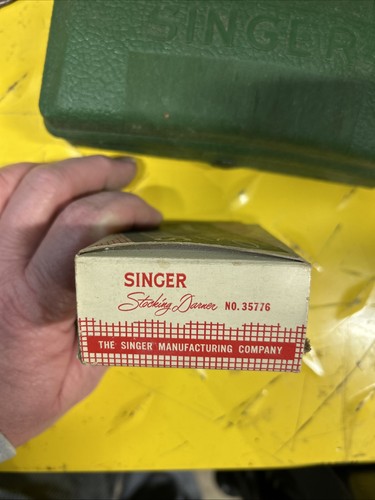 SINGER
SINGER
Stocking Darner NO. 35776
THE SINGER MANUFACTURING COMPANY